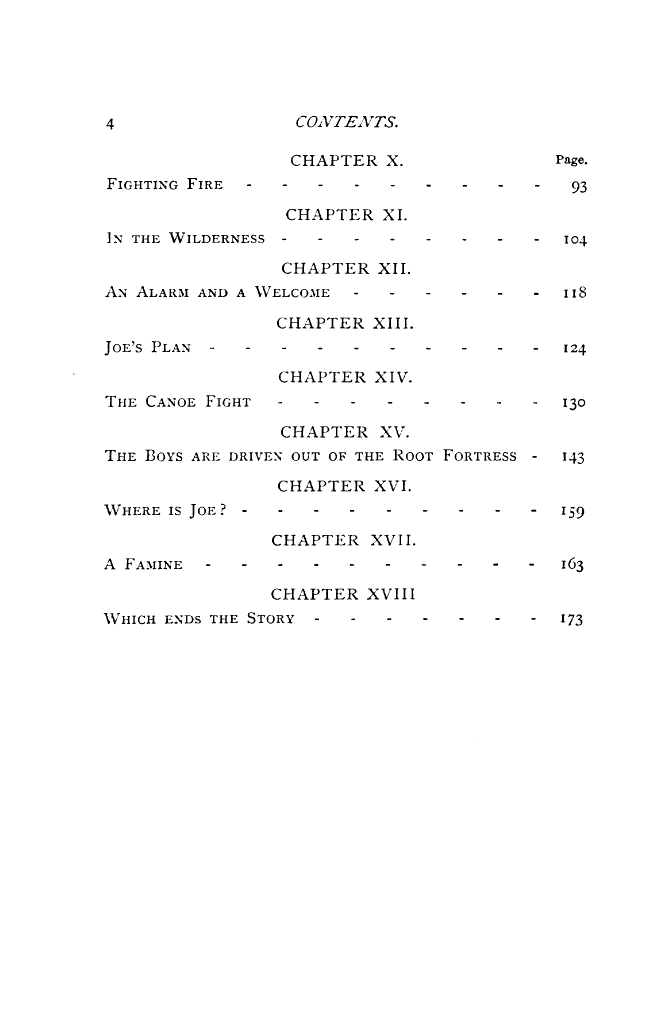 4 CONTENTS.
CHAPTER X. Page.
FIGHTING FIRE - - - - - - - - - 93
CHAPTER XI.
IN THE WILDERNESS - - - - - - - - 104
CHAPTER XII.
AN ALARM AND A WELCOME - - - - - - 118
CHAPTER XIII.
JOE'S PLAN - - - - - - - - - - 124
CHAPTER XIV.
THE CANOE FIGHT - - - - - - - - 130
CHAPTER XV.
THE BOYS ARE DRIVEN OUT OF THE ROOT FORTRESS - 143
CHAPTER XVI.
WHERE IS JOE? - - - - - - - - - 159
CHAPTER XVII.
A FAMINE - - - - - - - - - - 163
CHAPTER XVIII
WHICH ENDS THE STORY - - - - - - - 173